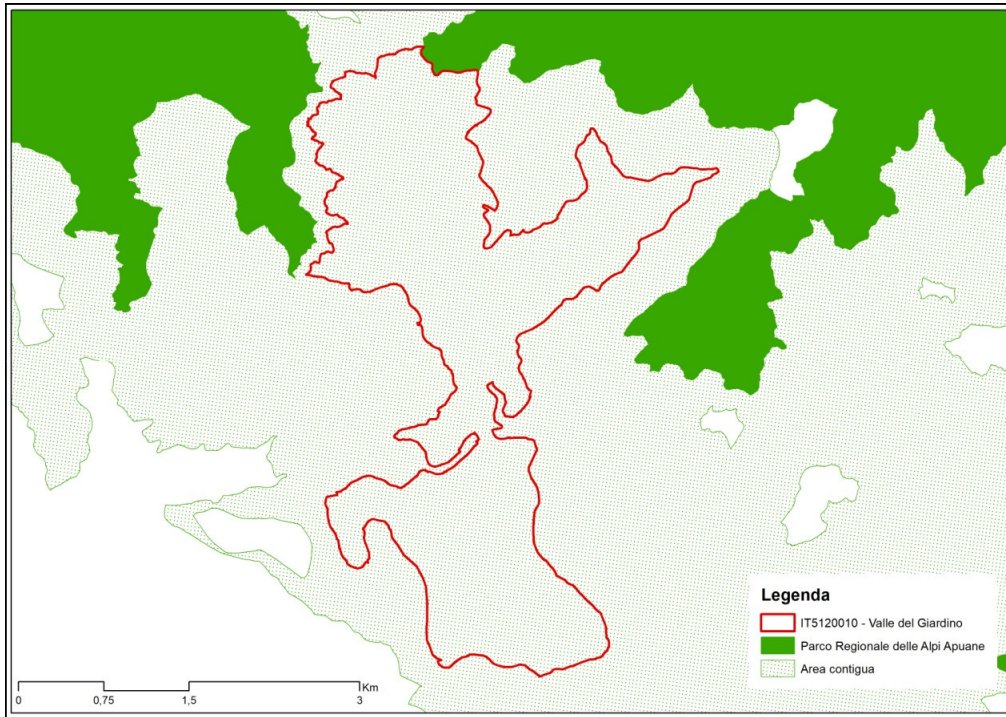 Legenda
IT5120010 - Valle del Giardino
Parco Regionale delle Alpi Apuane
Area contigua
Km
0 0,75 1,5 3